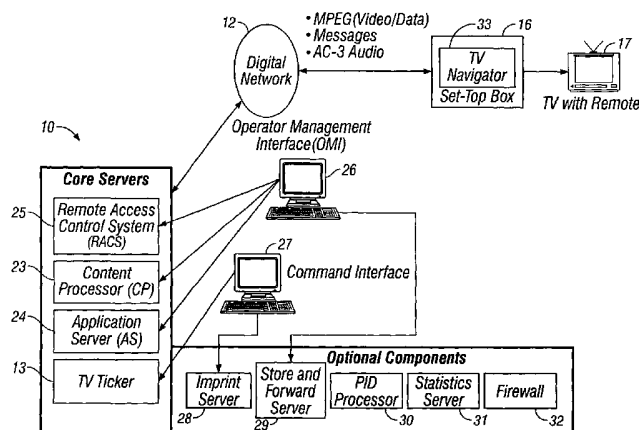 12
• MPEG(Video/Data)
• Messages
• AC-3 Audio
33
16
17
Digital
Network
TV
Navigator
Set-Top Box
TV with Remote
10
Operator Management
Interface(OMI)
26
Core Servers
25
Remote Access
Control System
(RACS)
23
Content
Processor (CP)
24
Application
Server (AS)
13
TV Ticker
27
Command Interface
Optional Components
Imprint
Server
28
Store and
Forward
Server
29
PID
Processor
30
Statistics
Server
31
Firewall
32